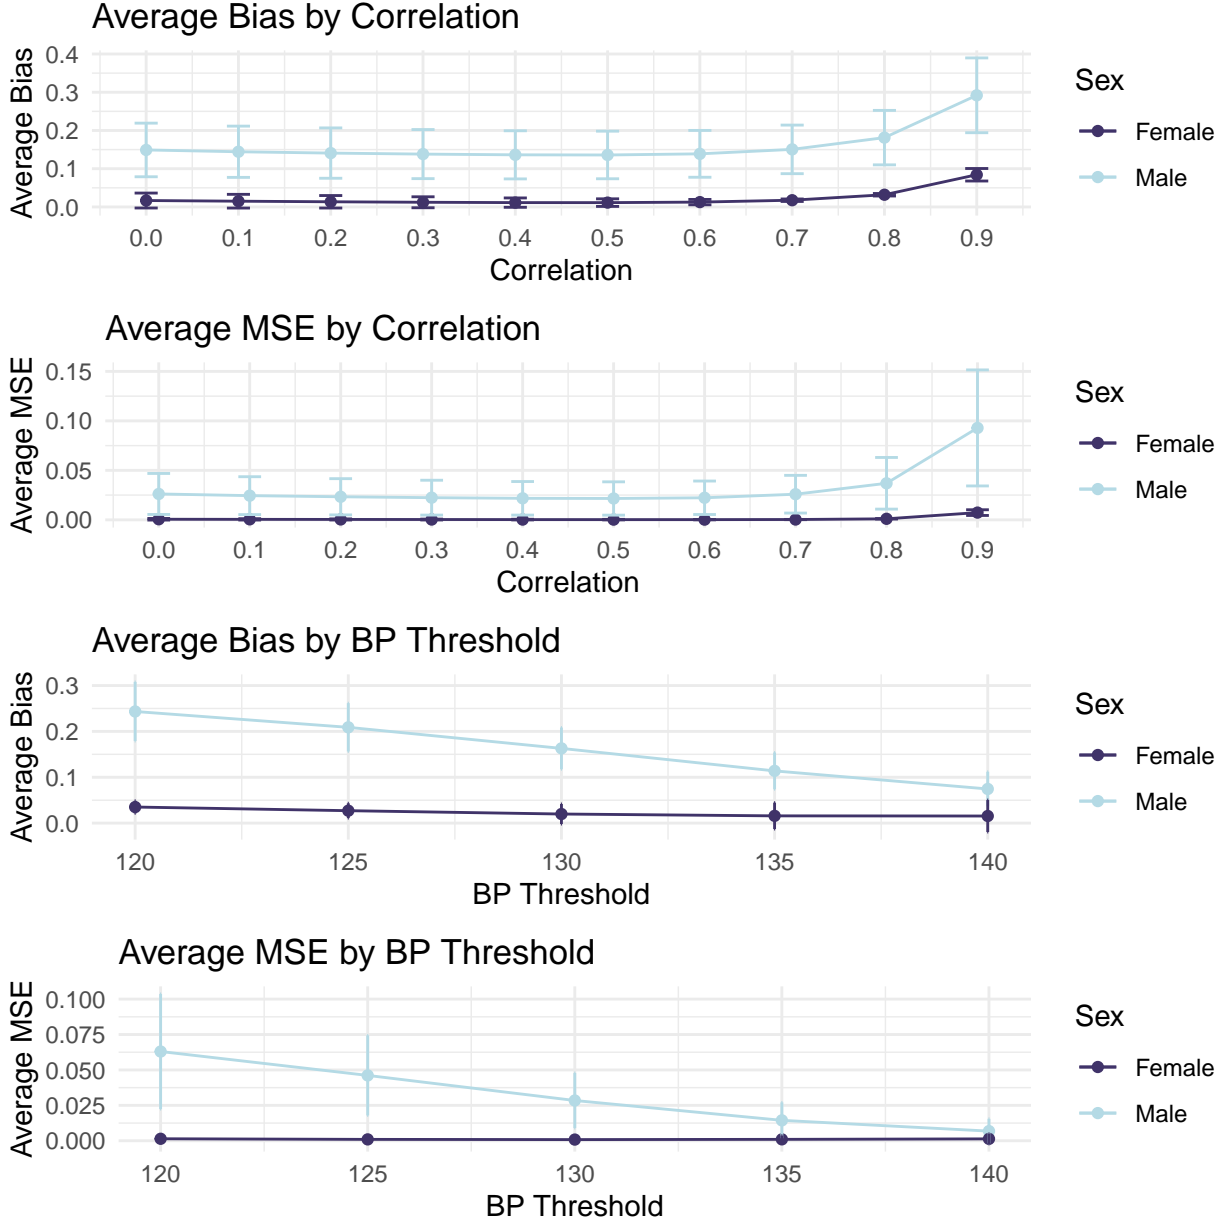 Average Bias by Correlation
Average Bias
0.4
0.3
0.2
0.1
0.0
0.0 0.1 0.2 0.3 0.4 0.5 0.6 0.7 0.8 0.9
Correlation
Sex
Female
Male
Average MSE by Correlation
Average MSE
0.15
0.10
0.05
0.00
0.0 0.1 0.2 0.3 0.4 0.5 0.6 0.7 0.8 0.9
Correlation
Sex
Female
Male
Average Bias by BP Threshold
Average Bias
0.3
0.2
0.1
0.0
120 125 130 135 140
BP Threshold
Sex
Female
Male
Average MSE by BP Threshold
Average MSE
0.100
0.075
0.050
0.025
0.000
120 125 130 135 140
BP Threshold
Sex
Female
Male